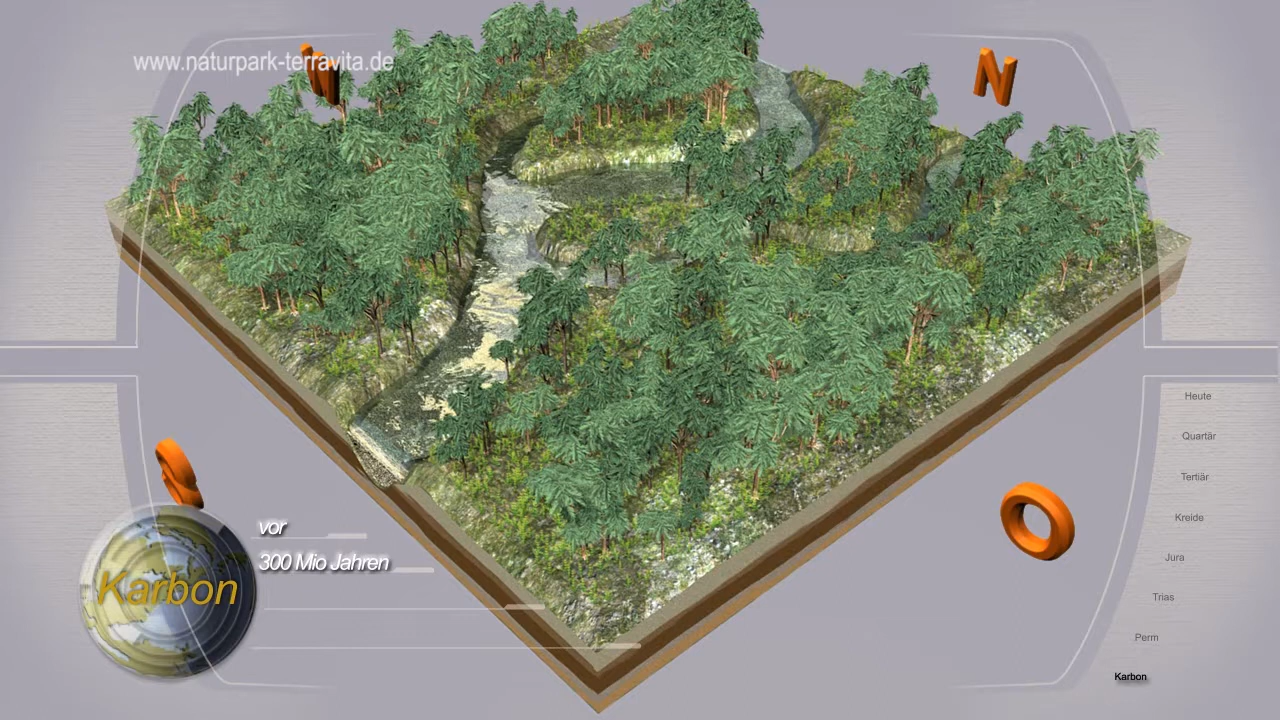 www.naturpark-terravita.de
W
N
S
O
vor
300 Mio Jahren
Karbon
Heute
Quartär
Tertiär
Kreide
Jura
Trias
Perm
Karbon